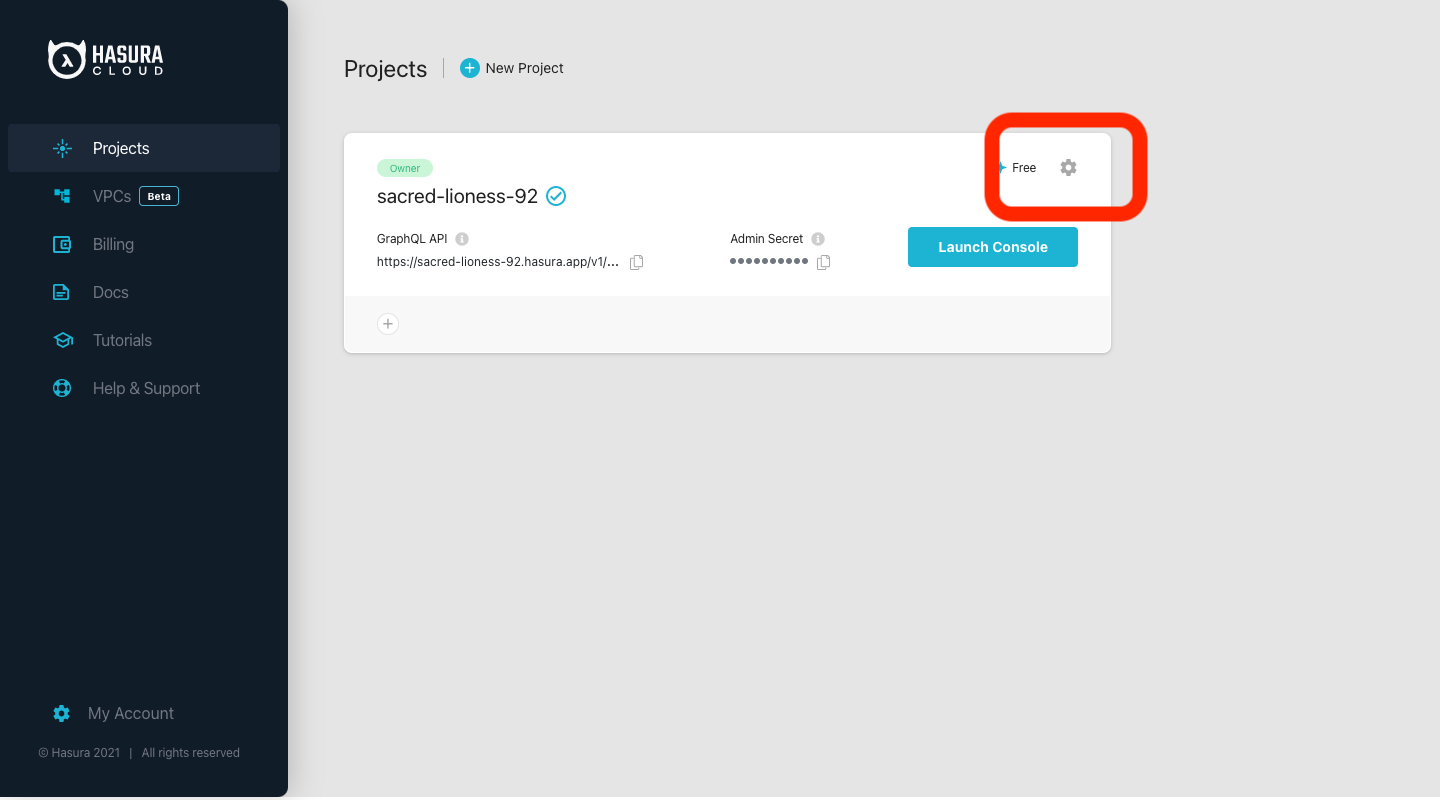 HASURA
CLOUD
Projects
VPCs Beta
Billing
Docs
Tutorials
Help & Support
My Account
© Hasura 2021 | All rights reserved
Projects
New Project
Owner
Free
sacred-lioness-92
GraphQL API
Admin Secret
https://sacred-lioness-92.hasura.app/v1/...
Launch Console